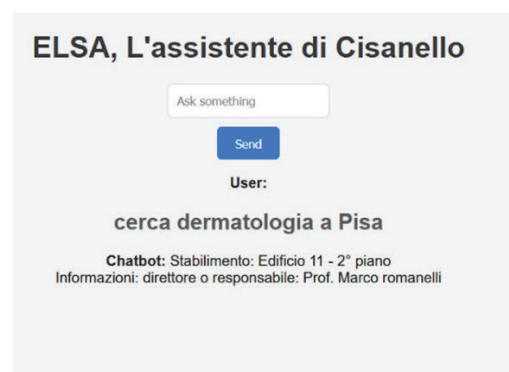 ELSA, L'assistente di Cisanello
Ask something
Send
User:
cerca dermatologia a Pisa
Chatbot: Stabilimento: Edificio 11 - 2° piano
Informazioni: direttore o responsabile: Prof. Marco romanelli